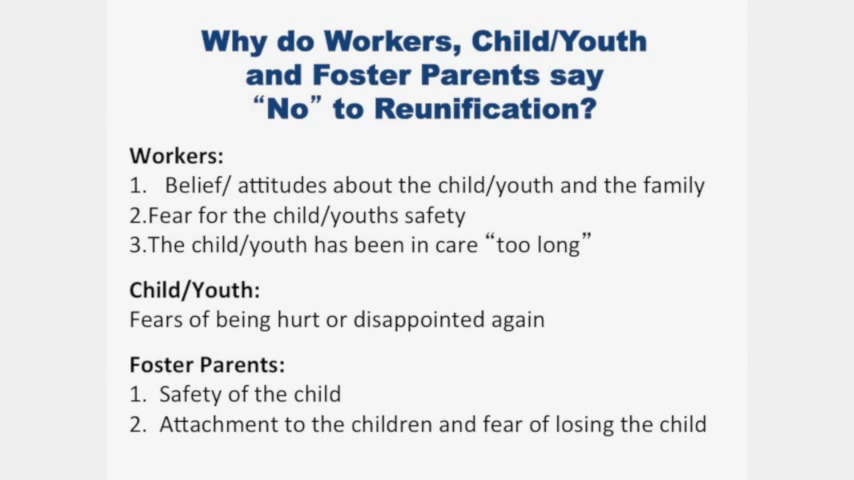 Why do Workers, Child/Youth
and Foster Parents say
“No” to Reunification?
Workers:
1. Belief/ attitudes about the child/youth and the family
2.Fear for the child/youths safety
3.The child/youth has been in care “too long”
Child/Youth:
Fears of being hurt or disappointed again
Foster Parents:
1. Safety of the child
2. Attachment to the children and fear of losing the child